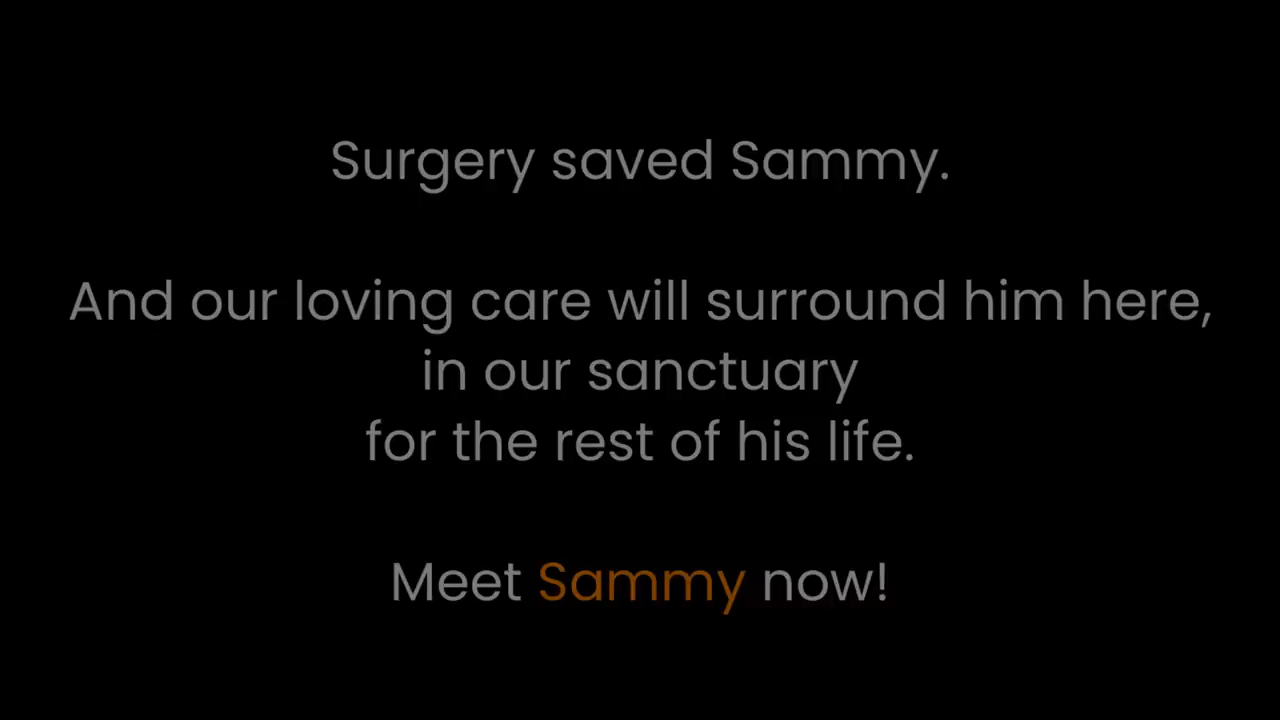 Surgery saved Sammy.
And our loving care will surround him here,
in our sanctuary
for the rest of his life.
Meet Sammy now!